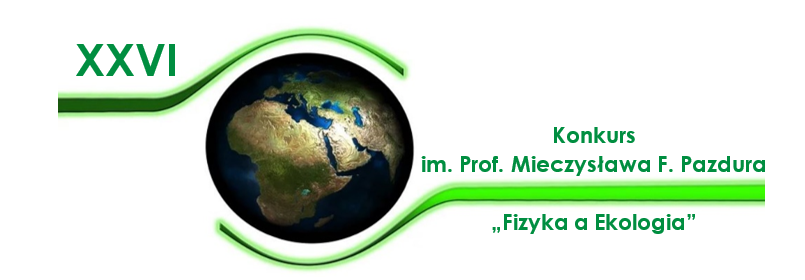 XXVI
Konkurs
im. Prof. Mieczysława F. Pazdura
„Fizyka a Ekologia”